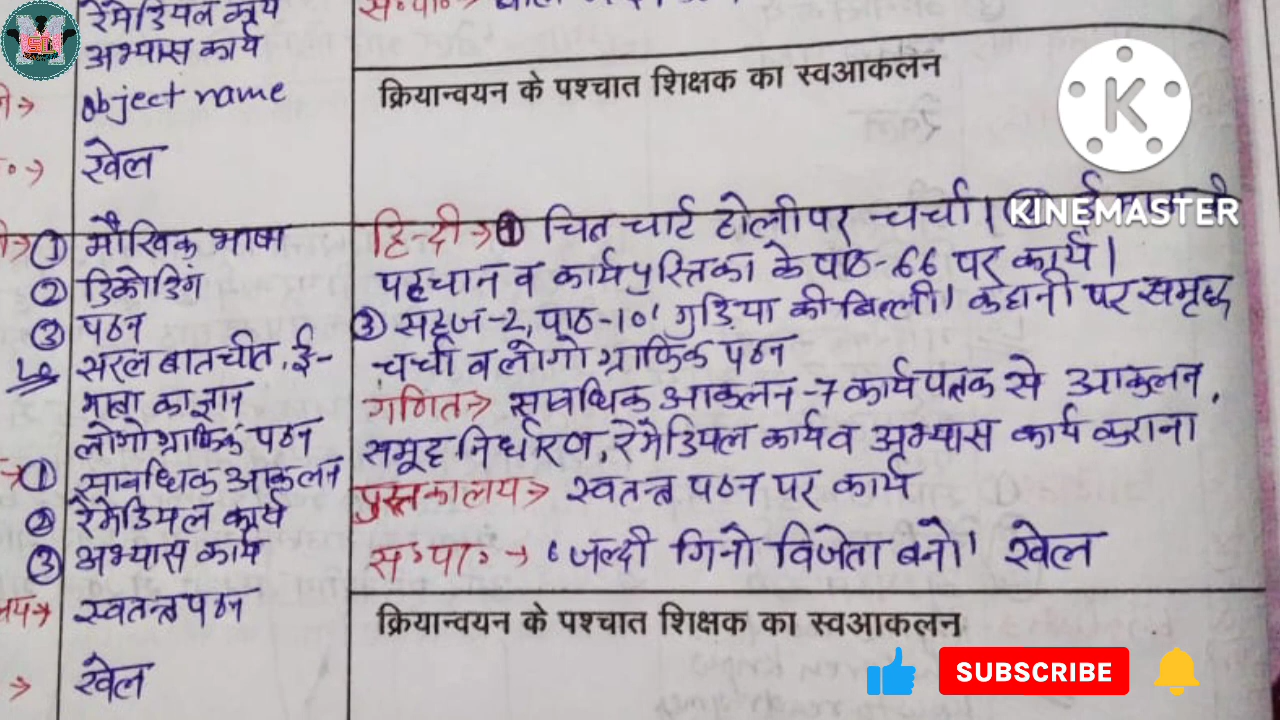 रेमेडियल कार्य
अभ्यास कार्य
object name
खेल
क्रियान्वयन के पश्चात शिक्षक का स्वआकलन
① मौखिक भाषा
② डिकोडिंग
③ पठन
सरल बातचीत, ई-
मात्रा का ज्ञान
लोगोग्राफिक पठन
① सावधिक आकलन
② रेमेडियल कार्य
③ अभ्यास कार्य
स्वतन्त्र पठन
खेल
हिन्दी → ① चित्र चार्ट होली पर चर्चा।
पहचान व कार्यपुस्तिका के पाठ-66 पर कार्य।
③ सहज-2, पाठ-10 'गुड़िया की बिल्ली' कहानी पर समृद्ध
चर्चा व लोगोग्राफिक पठन
गणित → सावधिक आकलन-7 कार्यपत्रक से आकलन,
समूह निर्धारण, रेमेडियल कार्य व अभ्यास कार्य कराना
पुस्तकालय → स्वतन्त्र पठन पर कार्य
स॰पा॰ → 'जल्दी गिनो विजेता बनो' खेल
क्रियान्वयन के पश्चात शिक्षक का स्वआकलन
K
KINEMASTER
SUBSCRIBE